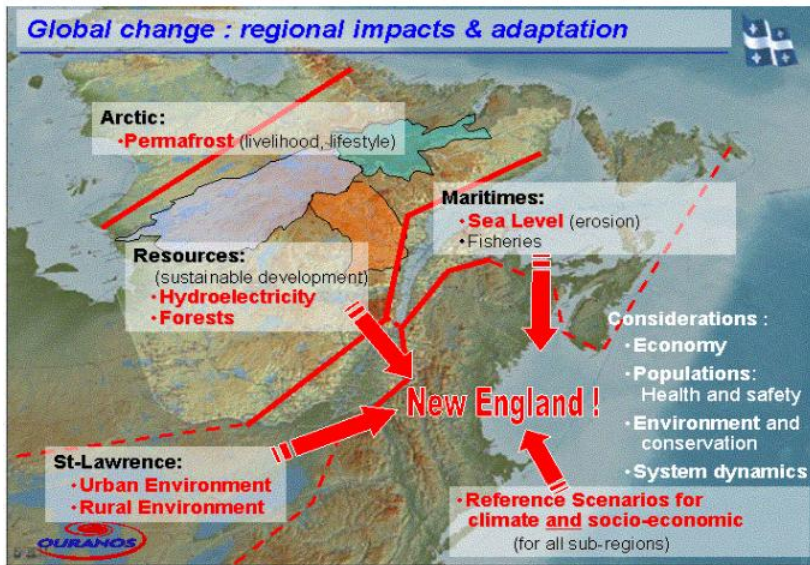 Global change : regional impacts & adaptation
Arctic:
•Permafrost (livelihood, lifestyle)
Maritimes:
•Sea Level (erosion)
•Fisheries
Resources:
(sustainable development)
•Hydroelectricity
•Forests
Considerations :
•Economy
•Populations:
Health and safety
•Environment and
conservation
•System dynamics
New England !
St-Lawrence:
•Urban Environment
•Rural Environment
•Reference Scenarios for
climate and socio-economic
(for all sub-regions)
OURANOS